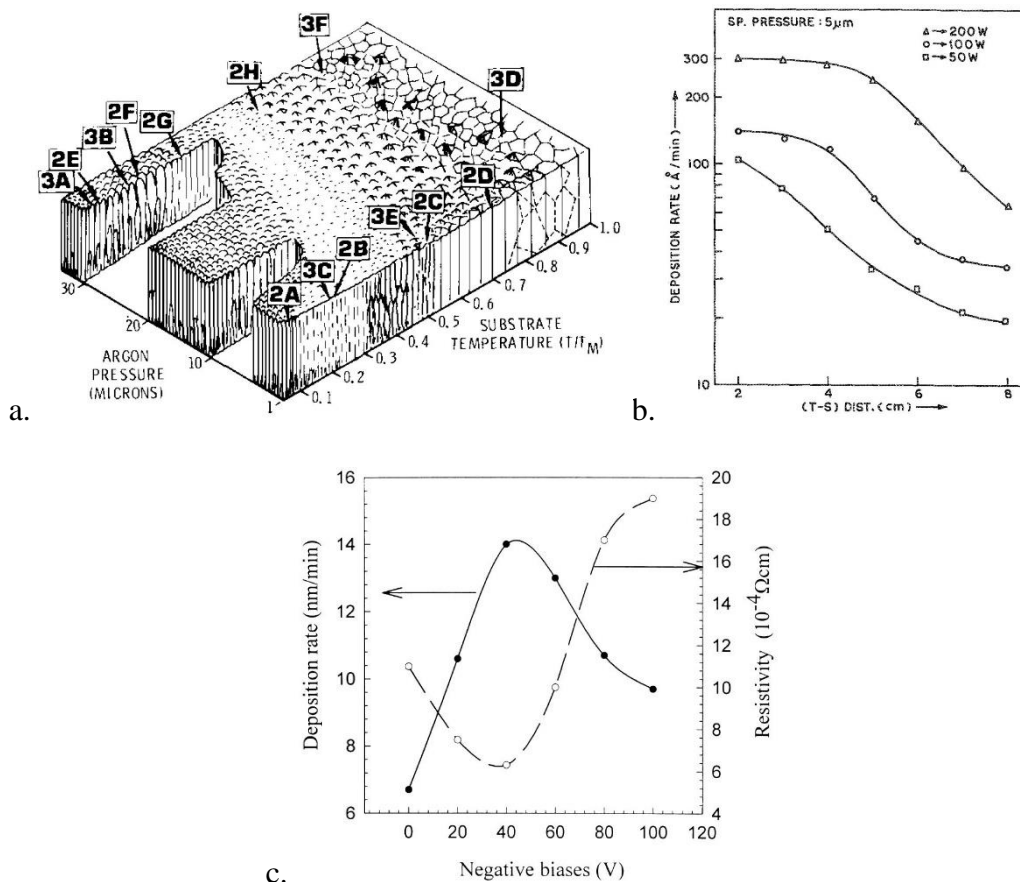 3F
2H
3D
2F
2G
3B
2E
3A
2D
2C
3E
2B
3C
2A
30
20
10
1
ARGON
PRESSURE
(MICRONS)
0.1
0.2
0.3
0.4
0.5
0.6
0.7
0.8
0.9
1.0
SUBSTRATE
TEMPERATURE (T/TM)
a.
SP. PRESSURE : 5μm
△→200W
○→100W
□→50W
300
200
100
10
DEPOSITION RATE (Å/min)
2 4 6 8
(T-S) DIST. (cm)
b.
16
14
12
10
8
6
Deposition rate (nm/min)
20
18
16
14
12
10
8
6
4
Resistivity (10-4Ωcm)
0 20 40 60 80 100 120
Negative biases (V)
c.